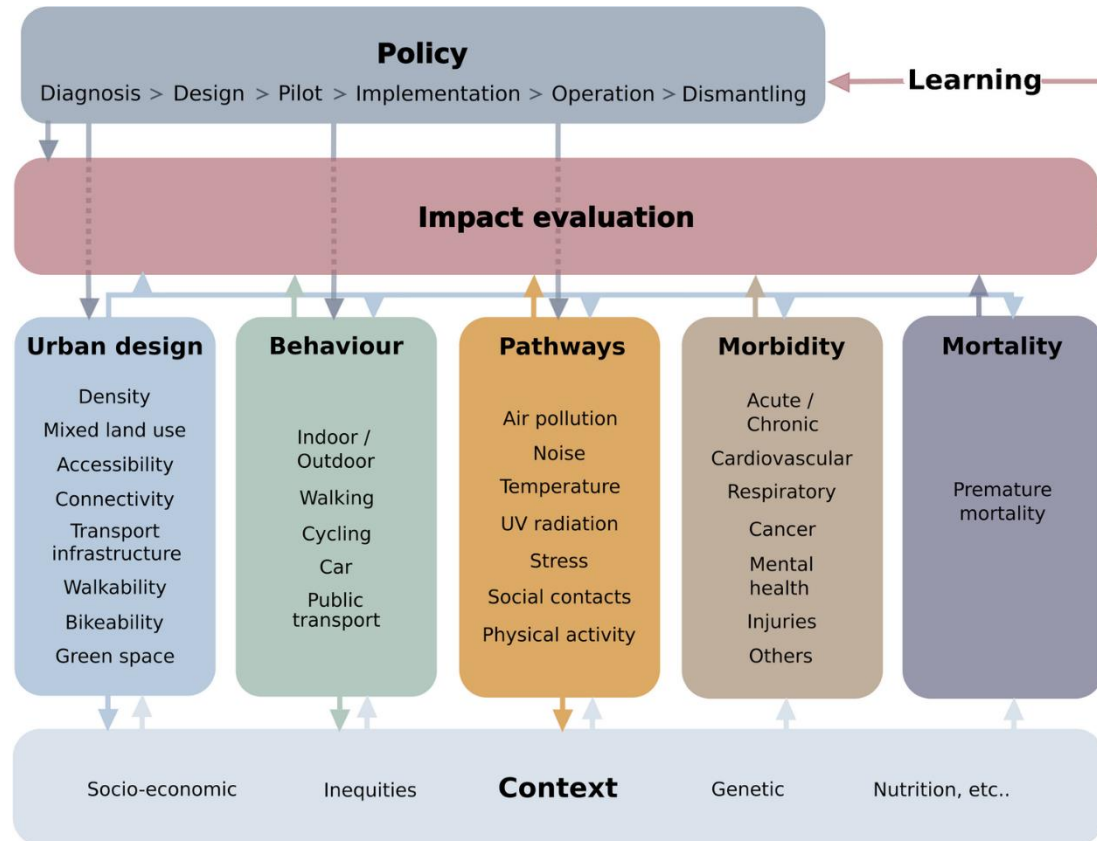 Policy
Diagnosis > Design > Pilot > Implementation > Operation > Dismantling
Learning
Impact evaluation
Urban design
Density
Mixed land use
Accessibility
Connectivity
Transport
infrastructure
Walkability
Bikeability
Green space
Behaviour
Indoor /
Outdoor
Walking
Cycling
Car
Public
transport
Pathways
Air pollution
Noise
Temperature
UV radiation
Stress
Social contacts
Physical activity
Morbidity
Acute /
Chronic
Cardiovascular
Respiratory
Cancer
Mental
health
Injuries
Others
Mortality
Premature
mortality
Socio-economic
Inequities
Context
Genetic
Nutrition, etc..